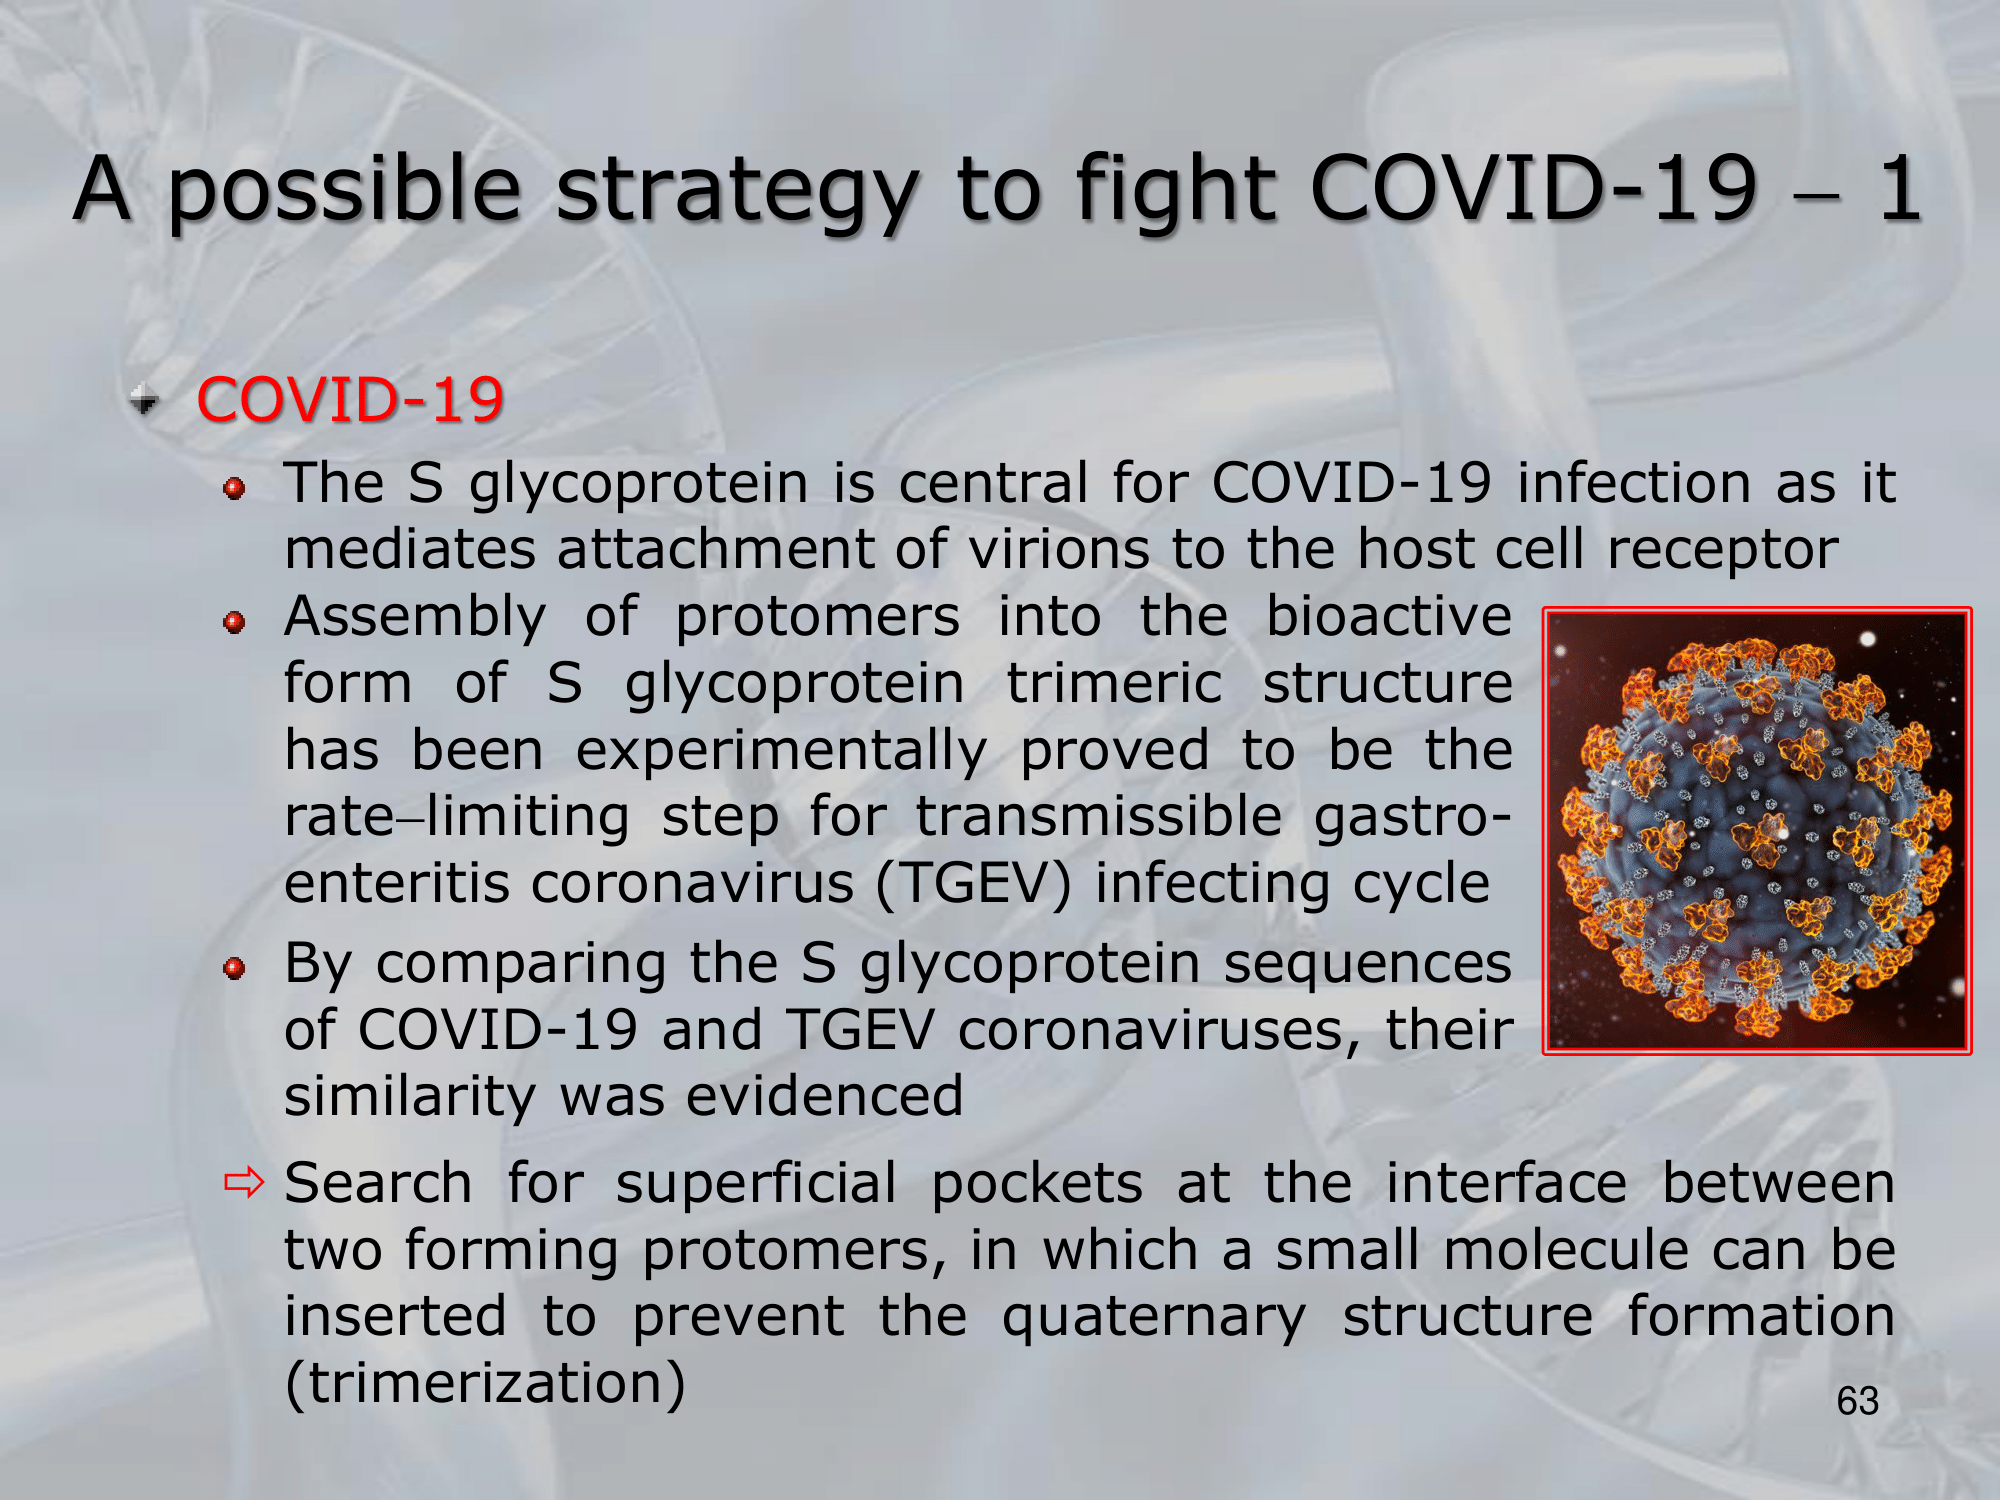 A possible strategy to fight COVID-19 – 1
COVID-19
The S glycoprotein is central for COVID-19 infection as it
mediates attachment of virions to the host cell receptor
Assembly of protomers into the bioactive
form of S glycoprotein trimeric structure
has been experimentally proved to be the
rate–limiting step for transmissible gastro-
enteritis coronavirus (TGEV) infecting cycle
By comparing the S glycoprotein sequences
of COVID-19 and TGEV coronaviruses, their
similarity was evidenced
⇨ Search for superficial pockets at the interface between
two forming protomers, in which a small molecule can be
inserted to prevent the quaternary structure formation
(trimerization)
63